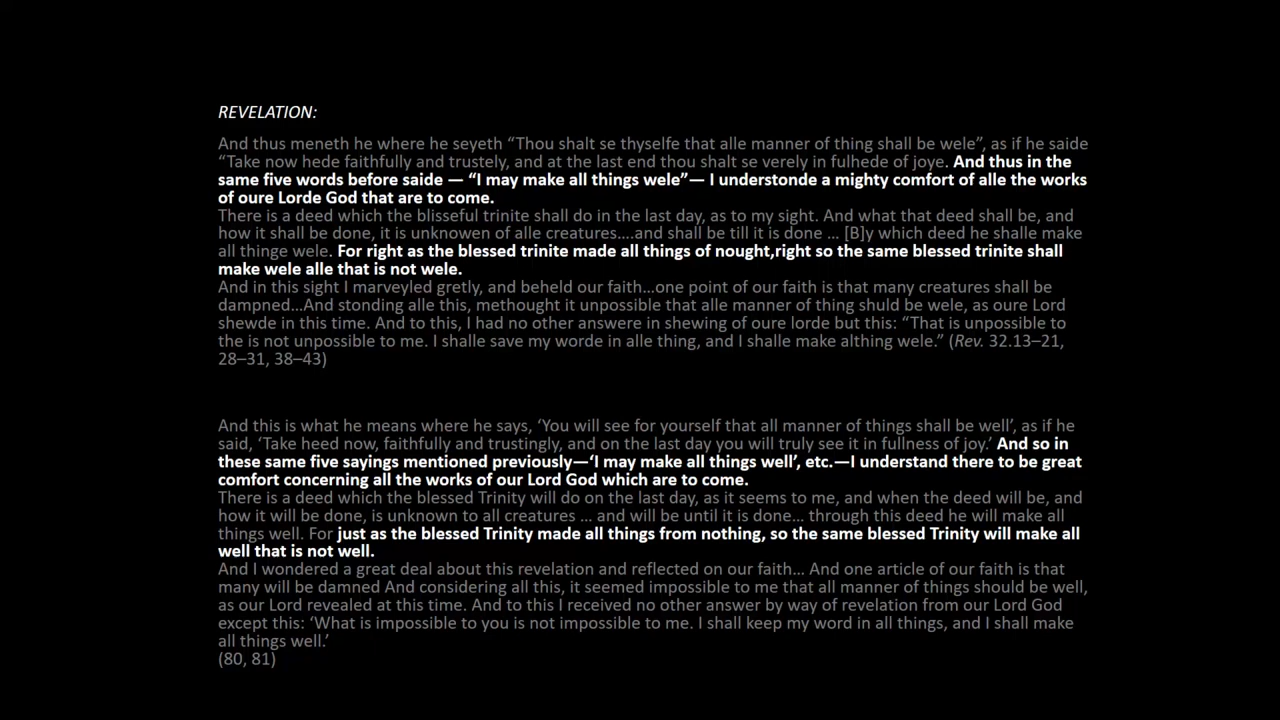 REVELATION:
And thus meneth he where he seyeth “Thou shalt se thyselfe that alle manner of thing shall be wele”, as if he saide
“Take now hede faithfully and trustely, and at the last end thou shalt se verely in fulhede of joye. And thus in the
same five words before saide — “I may make all things wele”— I understonde a mighty comfort of alle the works
of oure Lorde God that are to come.
There is a deed which the blisseful trinite shall do in the last day, as to my sight. And what that deed shall be, and
how it shall be done, it is unknowen of alle creatures....and shall be till it is done ... [B]y which deed he shalle make
all thinge wele. For right as the blessed trinite made all things of nought,right so the same blessed trinite shall
make wele alle that is not wele.
And in this sight I marveyled gretly, and beheld our faith...one point of our faith is that many creatures shall be
dampned...And stonding alle this, methought it unpossible that alle manner of thing shuld be wele, as oure Lord
shewde in this time. And to this, I had no other answere in shewing of oure lorde but this: “That is unpossible to
the is not unpossible to me. I shalle save my worde in alle thing, and I shalle make althing wele.” (Rev. 32.13–21,
28–31, 38–43)
And this is what he means where he says, ‘You will see for yourself that all manner of things shall be well’, as if he
said, ‘Take heed now, faithfully and trustingly, and on the last day you will truly see it in fullness of joy.’ And so in
these same five sayings mentioned previously—‘I may make all things well’, etc.—I understand there to be great
comfort concerning all the works of our Lord God which are to come.
There is a deed which the blessed Trinity will do on the last day, as it seems to me, and when the deed will be, and
how it will be done, is unknown to all creatures ... and will be until it is done... through this deed he will make all
things well. For just as the blessed Trinity made all things from nothing, so the same blessed Trinity will make all
well that is not well.
And I wondered a great deal about this revelation and reflected on our faith... And one article of our faith is that
many will be damned And considering all this, it seemed impossible to me that all manner of things should be well,
as our Lord revealed at this time. And to this I received no other answer by way of revelation from our Lord God
except this: ‘What is impossible to you is not impossible to me. I shall keep my word in all things, and I shall make
all things well.’
(80, 81)